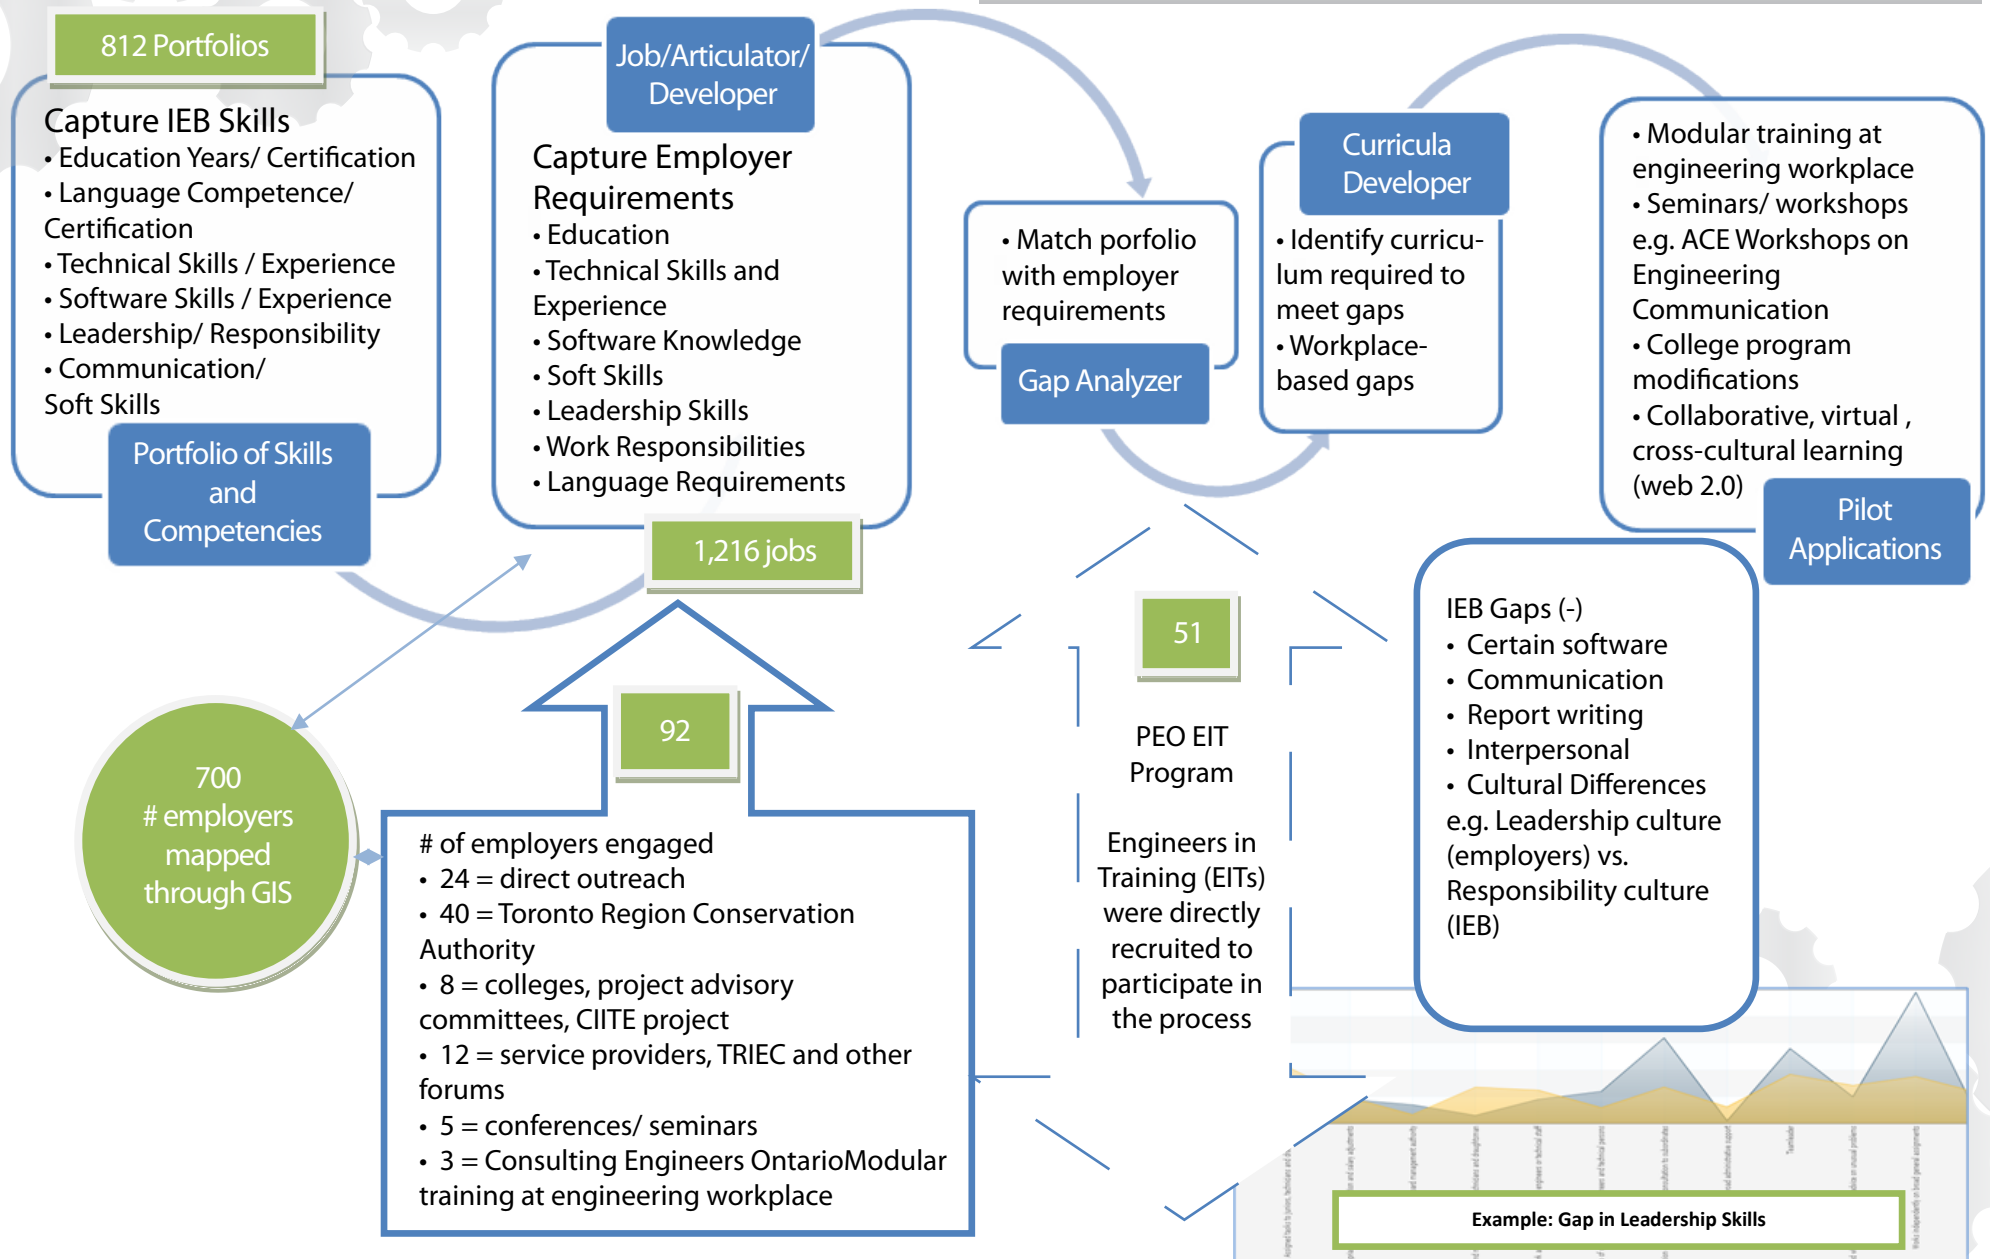 812 Portfolios
Capture IEB Skills
• Education Years/ Certification
• Language Competence/
Certification
• Technical Skills / Experience
• Software Skills / Experience
• Leadership/ Responsibility
• Communication/
Soft Skills
Portfolio of Skills
and
Competencies
Job/Articulator/
Developer
Capture Employer
Requirements
• Education
• Technical Skills and
Experience
• Software Knowledge
• Soft Skills
• Leadership Skills
• Work Responsibilities
• Language Requirements
1,216 jobs
• Match porfolio
with employer
requirements
Gap Analyzer
Curricula
Developer
• Identify curricu-
lum required to
meet gaps
• Workplace-
based gaps
• Modular training at
engineering workplace
• Seminars/ workshops
e.g. ACE Workshops on
Engineering
Communication
• College program
modifications
• Collaborative, virtual ,
cross-cultural learning
(web 2.0)
Pilot
Applications
700
# employers
mapped
through GIS
92
# of employers engaged
• 24 = direct outreach
• 40 = Toronto Region Conservation
Authority
• 8 = colleges, project advisory
committees, CIITE project
• 12 = service providers, TRIEC and other
forums
• 5 = conferences/ seminars
• 3 = Consulting Engineers OntarioModular
training at engineering workplace
51
PEO EIT
Program
Engineers in
Training (EITs)
were directly
recruited to
participate in
the process
IEB Gaps (-)
• Certain software
• Communication
• Report writing
• Interpersonal
• Cultural Differences
e.g. Leadership culture
(employers) vs.
Responsibility culture
(IEB)
Teamleader
Works independently on broad general assignments
Example: Gap in Leadership Skills